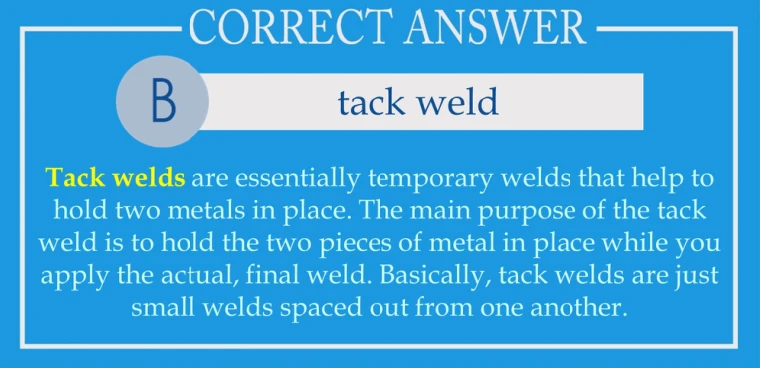 CORRECT ANSWER
B
tack weld
Tack welds are essentially temporary welds that help to
hold two metals in place. The main purpose of the tack
weld is to hold the two pieces of metal in place while you
apply the actual, final weld. Basically, tack welds are just
small welds spaced out from one another.